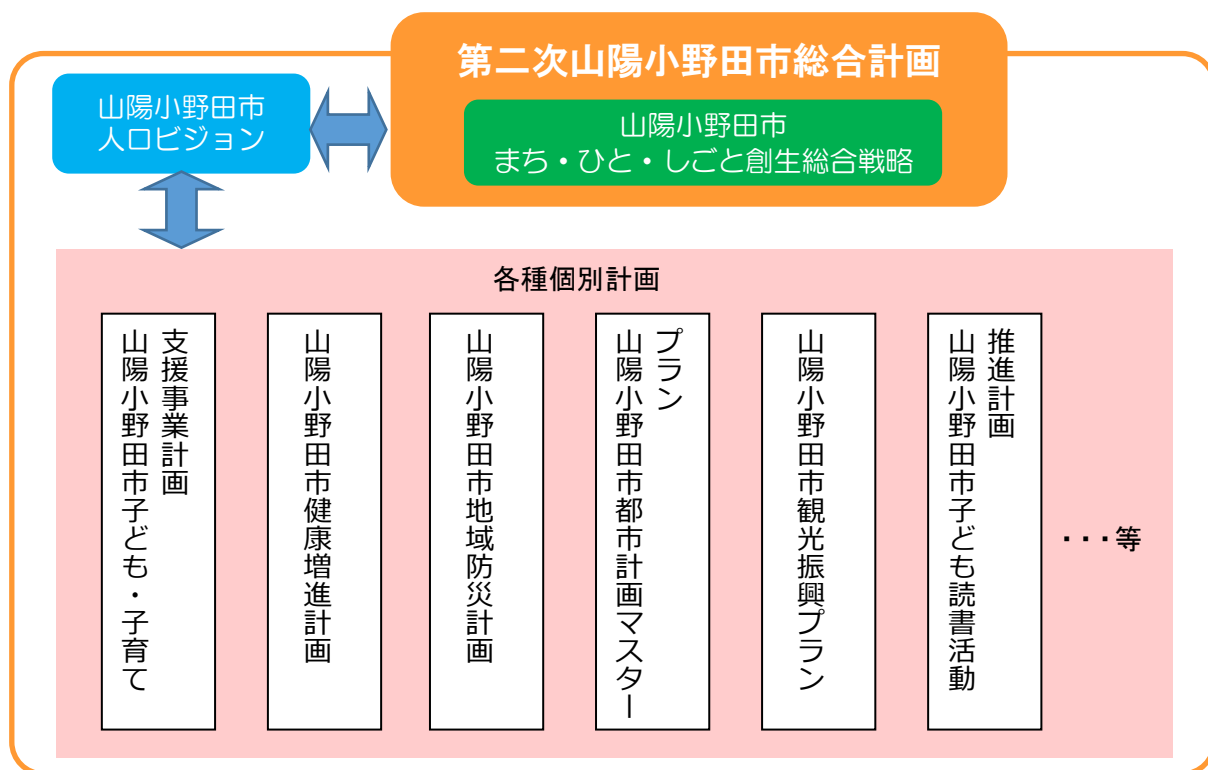 第二次山陽小野田市総合計画
山陽小野田市
人口ビジョン
山陽小野田市
まち・ひと・しごと創生総合戦略
各種個別計画
山陽小野田市子ども・子育て
支援事業計画
山陽小野田市健康増進計画
山陽小野田市地域防災計画
山陽小野田市都市計画マスター
プラン
山陽小野田市観光振興プラン
山陽小野田市子ども読書活動
推進計画
・・・等